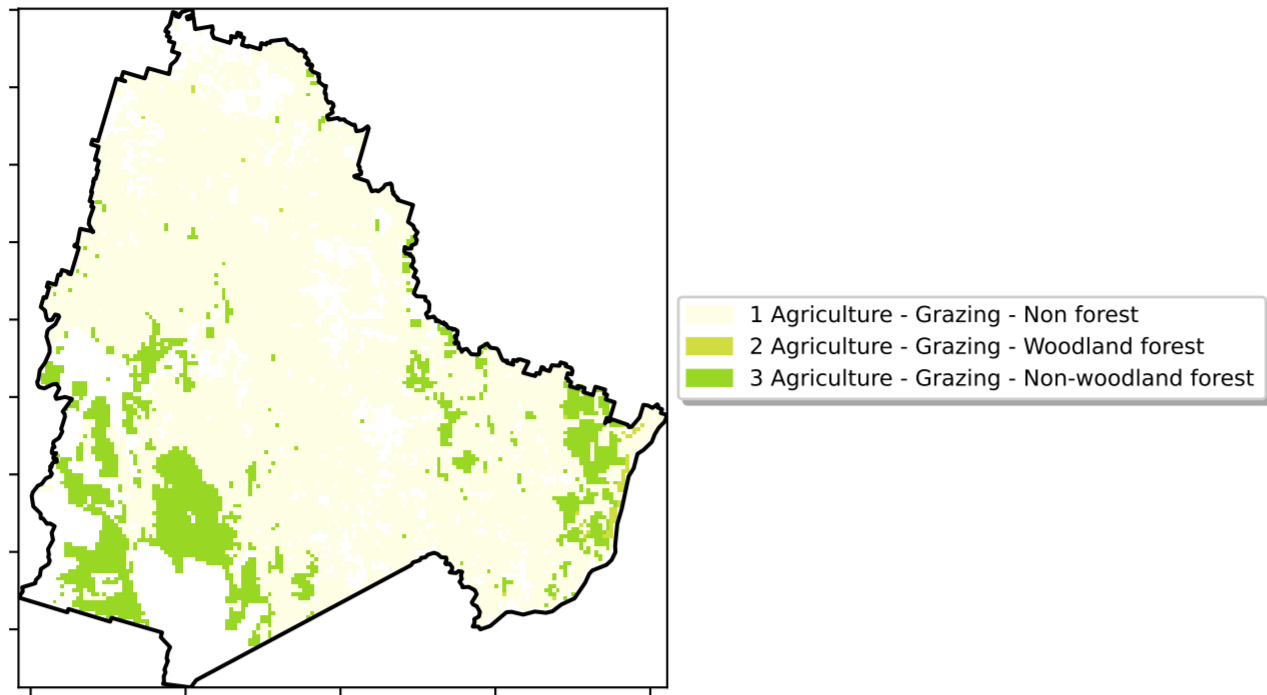 1 Agriculture - Grazing - Non forest
2 Agriculture - Grazing - Woodland forest
3 Agriculture - Grazing - Non-woodland forest